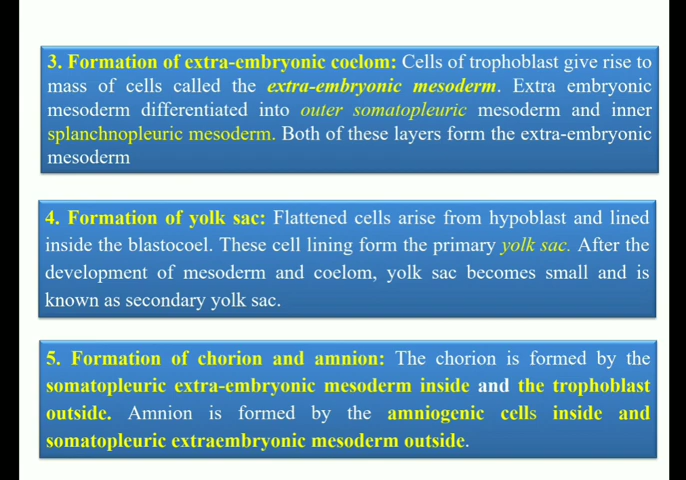 3. Formation of extra-embryonic coelom: Cells of trophoblast give rise to
mass of cells called the extra-embryonic mesoderm. Extra embryonic
mesoderm differentiated into outer somatopleuric mesoderm and inner
splanchnopleuric mesoderm. Both of these layers form the extra-embryonic
mesoderm
4. Formation of yolk sac: Flattened cells arise from hypoblast and lined
inside the blastocoel. These cell lining form the primary yolk sac. After the
development of mesoderm and coelom, yolk sac becomes small and is
known as secondary yolk sac.
5. Formation of chorion and amnion: The chorion is formed by the
somatopleuric extra-embryonic mesoderm inside and the trophoblast
outside. Amnion is formed by the amniogenic cells inside and
somatopleuric extraembryonic mesoderm outside.